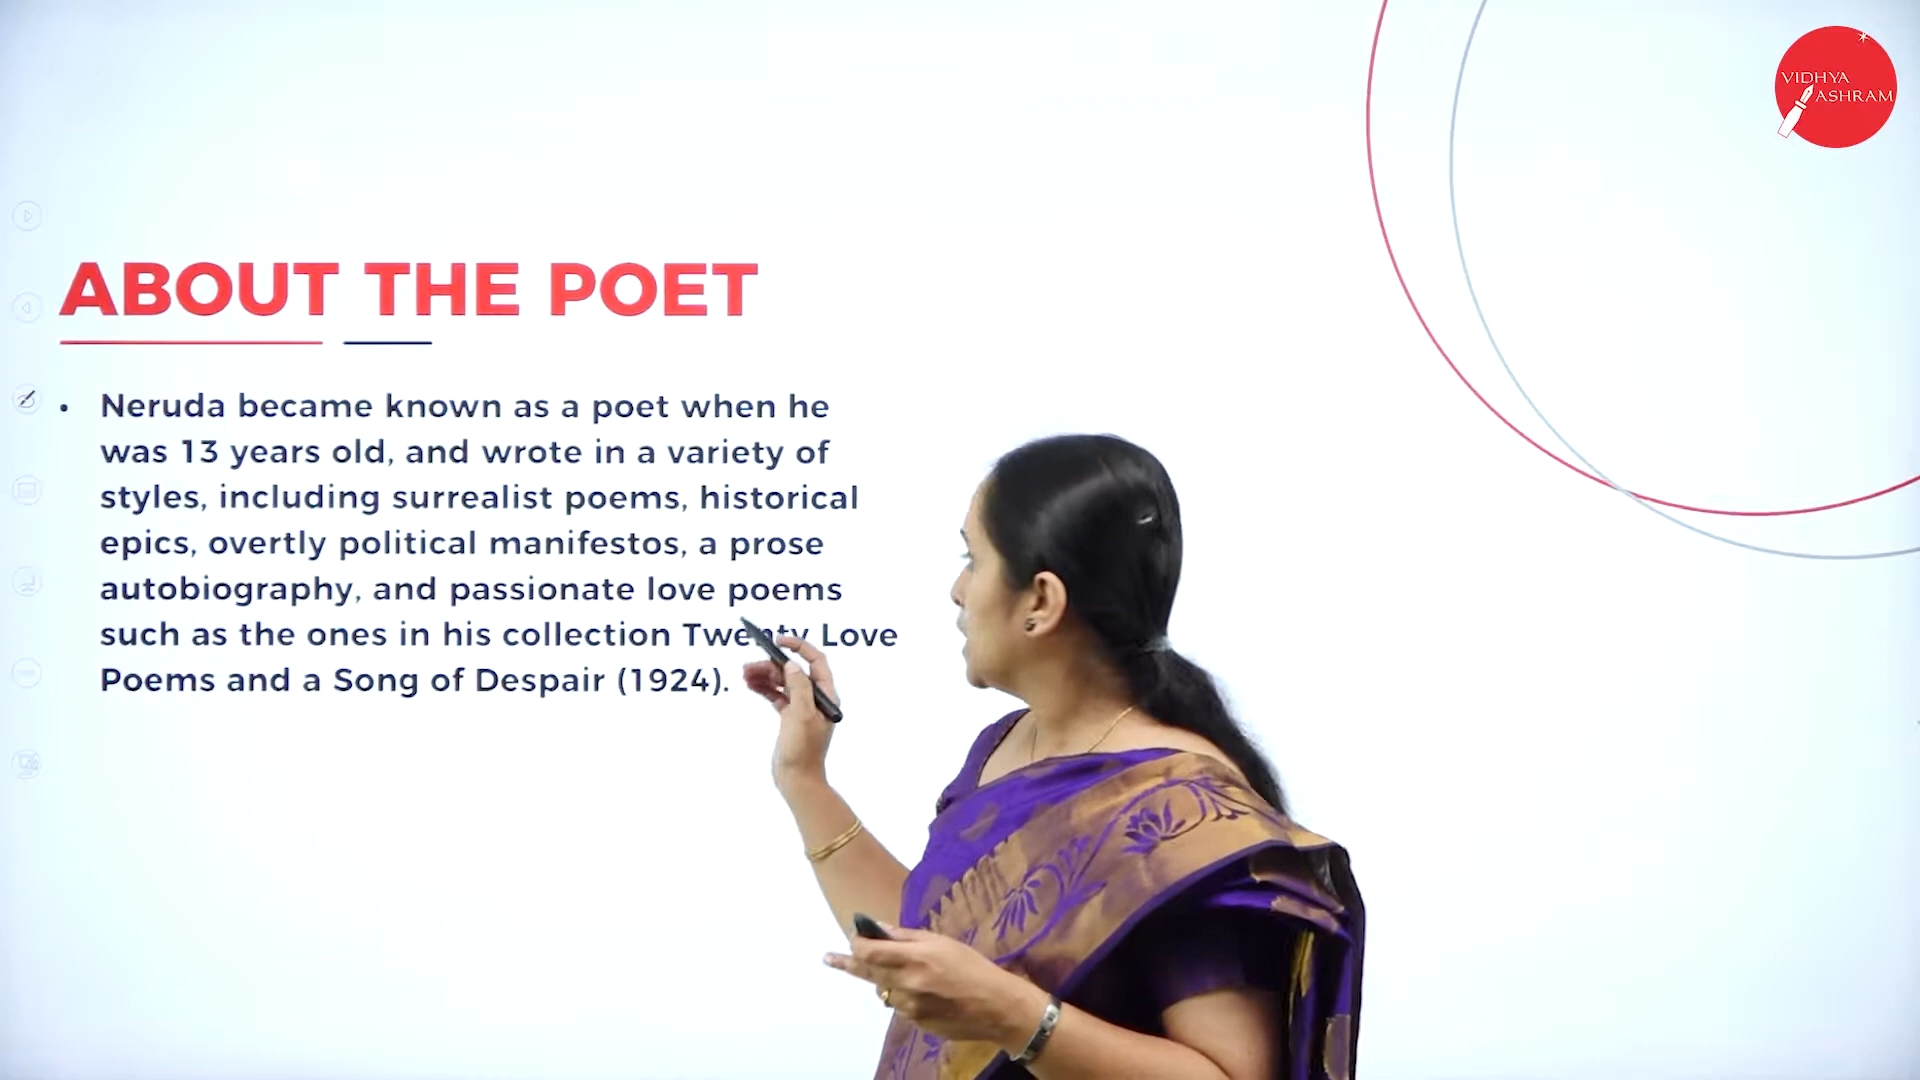 VIDHYA
ASHRAM
ABOUT THE POET
• Neruda became known as a poet when he
was 13 years old, and wrote in a variety of
styles, including surrealist poems, historical
epics, overtly political manifestos, a prose
autobiography, and passionate love poems
such as the ones in his collection Twenty Love
Poems and a Song of Despair (1924).